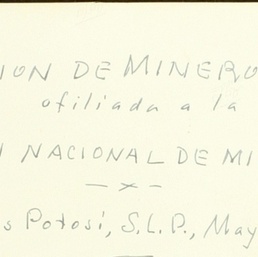 ION DE MINERO
afiliada a la
N NACIONAL DE MI
— x —
s Potosí, S.L.P., May